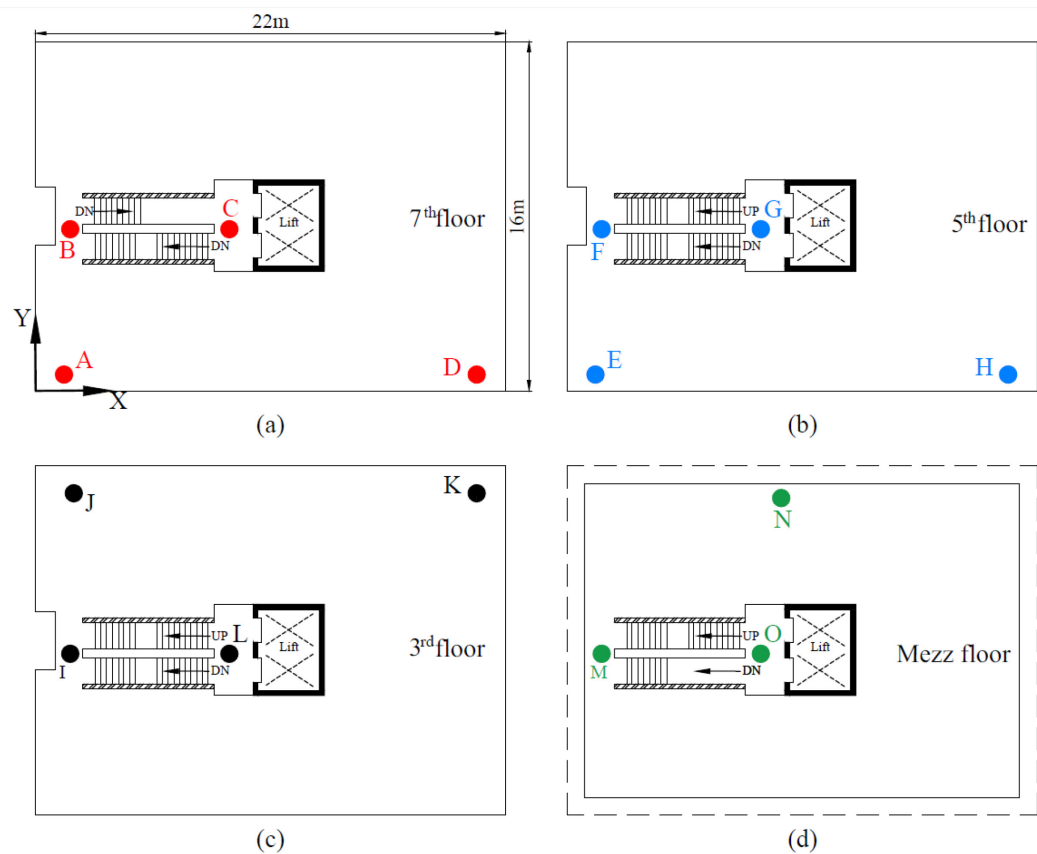 22m
16m
DN
C
7th floor
B
DN
Lift
Y
A
D
X
(a)
UP
G
5th floor
F
DN
Lift
E
H
(b)
J
K
UP
L
3rd floor
I
DN
Lift
(c)
N
UP
O
Mezz floor
M
DN
Lift
(d)